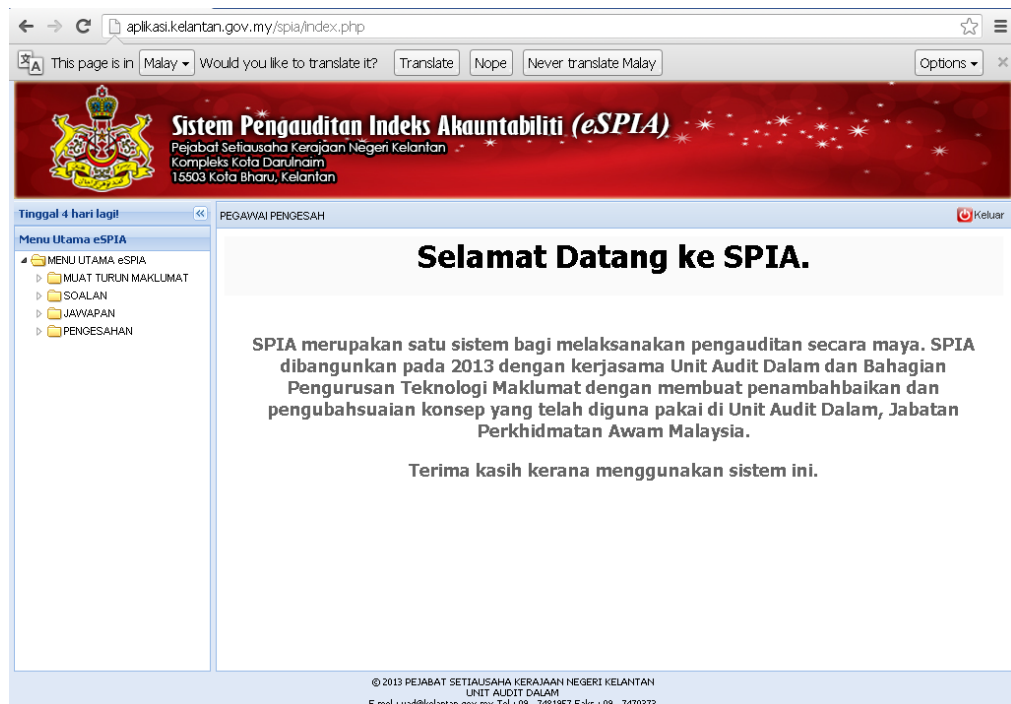 aplikasi.kelantan.gov.my/spia/index.php
This page is in Malay Would you like to translate it? Translate Nope Never translate Malay Options
Sistem Pengauditan Indeks Akauntabiliti (eSPIA)
Pejabat Setiausaha Kerajaan Negeri Kelantan
Kompleks Kota Darulnaim
15503 Kota Bharu, Kelantan
Tinggal 4 hari lagi!
PEGAWAI PENGESAH
Keluar
Menu Utama eSPIA
MENU UTAMA eSPIA
MUAT TURUN MAKLUMAT
SOALAN
JAWAPAN
PENGESAHAN
Selamat Datang ke SPIA.
SPIA merupakan satu sistem bagi melaksanakan pengauditan secara maya. SPIA
dibangunkan pada 2013 dengan kerjasama Unit Audit Dalam dan Bahagian
Pengurusan Teknologi Maklumat dengan membuat penambahbaikan dan
pengubahsuaian konsep yang telah diguna pakai di Unit Audit Dalam, Jabatan
Perkhidmatan Awam Malaysia.
Terima kasih kerana menggunakan sistem ini.
© 2013 PEJABAT SETIAUSAHA KERAJAAN NEGERI KELANTAN
UNIT AUDIT DALAM